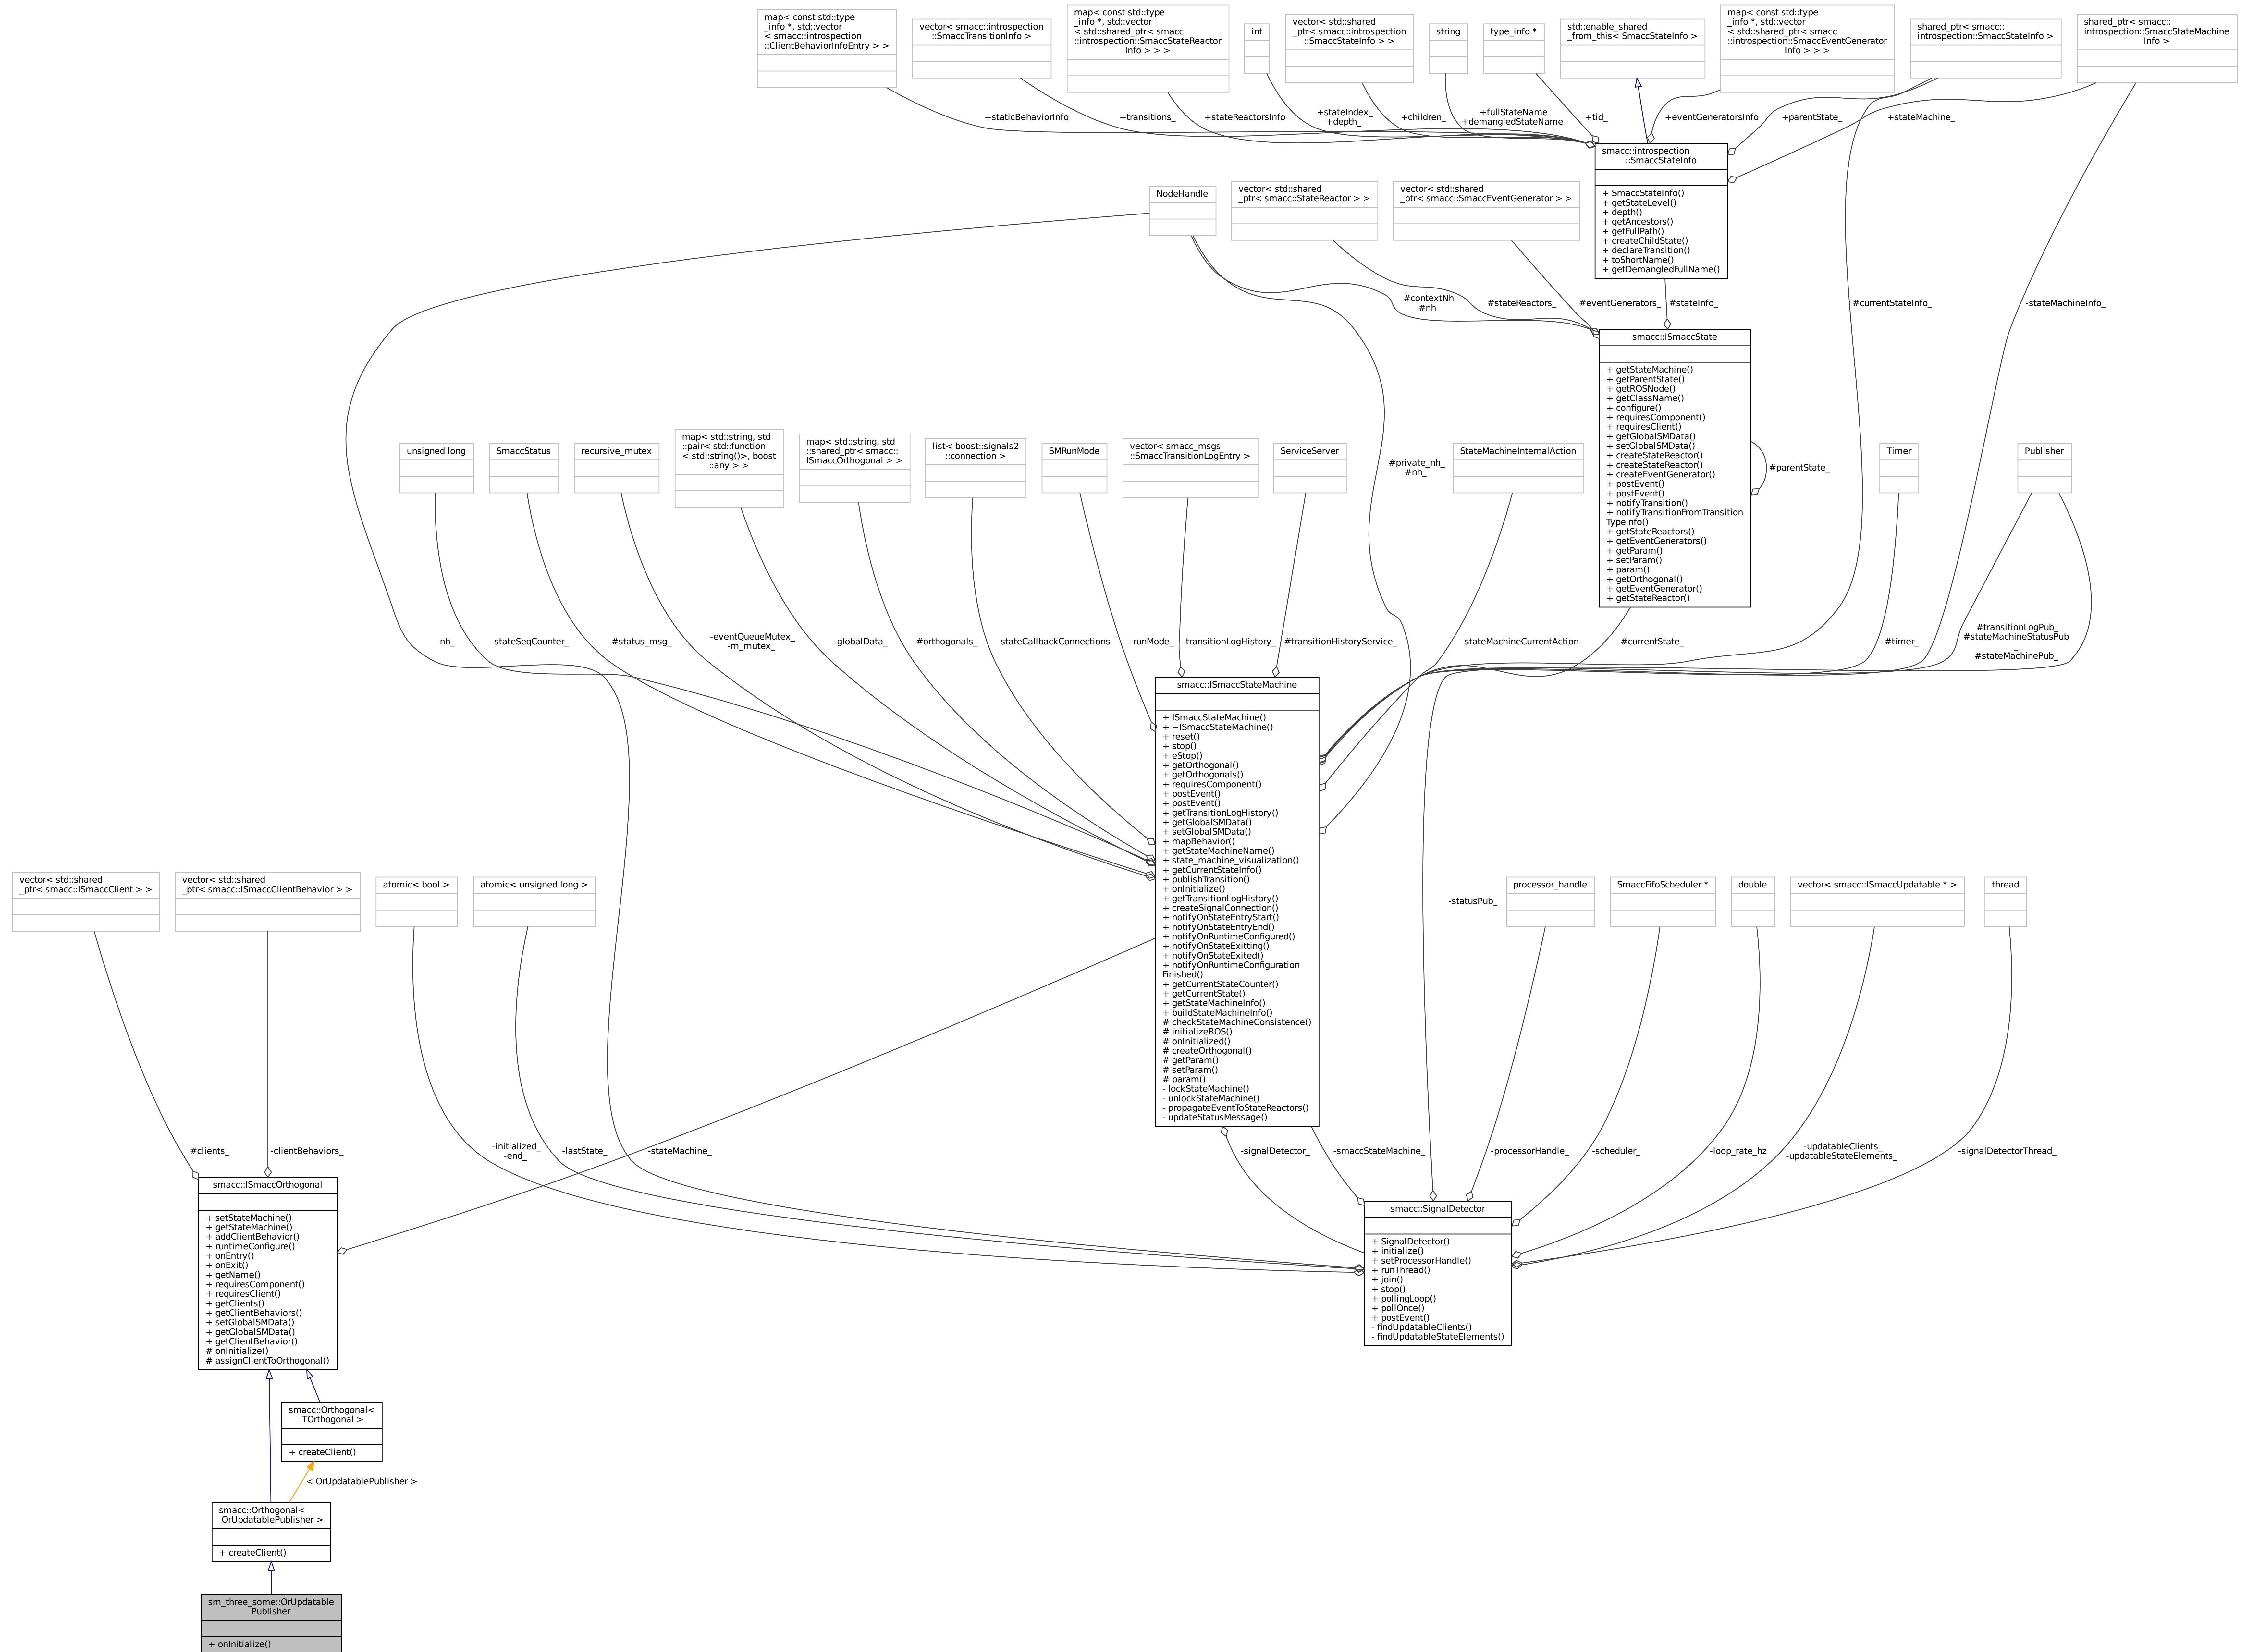 map< const std::type
_info *, std::vector
< smacc::introspection
::ClientBehaviorInfoEntry > >
vector< smacc::introspection
::SmaccTransitionInfo >
map< const std::type
_info *, std::vector
< std::shared_ptr< smacc
::introspection::SmaccStateReactor
Info > > >
int
vector< std::shared
_ptr< smacc::introspection
::SmaccStateInfo > >
string
type_info *
std::enable_shared
_from_this< SmaccStateInfo >
map< const std::type
_info *, std::vector
< std::shared_ptr< smacc
::introspection::SmaccEventGenerator
Info > > >
shared_ptr< smacc::
introspection::SmaccStateInfo >
shared_ptr< smacc::
introspection::SmaccStateMachine
Info >
+staticBehaviorInfo
+transitions_
+stateReactorsInfo
+stateIndex_
+depth_
+children_
+fullStateName
+demangledStateName
+tid_
+eventGeneratorsInfo
+parentState_
+stateMachine_
smacc::introspection
::SmaccStateInfo
+ SmaccStateInfo()
+ getStateLevel()
+ depth()
+ getAncestors()
+ getFullPath()
+ createChildState()
+ declareTransition()
+ toShortName()
+ getDemangledFullName()
NodeHandle
vector< std::shared
_ptr< smacc::StateReactor > >
vector< std::shared
_ptr< smacc::SmaccEventGenerator > >
#contextNh
#nh
#stateReactors_
#eventGenerators_
#stateInfo_
#currentStateInfo_
-stateMachineInfo_
smacc::ISmaccState
+ getStateMachine()
+ getParentState()
+ getROSNode()
+ getClassName()
+ configure()
+ requiresComponent()
+ requiresClient()
+ getGlobalSMData()
+ setGlobalSMData()
+ createStateReactor()
+ createStateReactor()
+ createEventGenerator()
+ postEvent()
+ postEvent()
+ notifyTransition()
+ notifyTransitionFromTransition
TypeInfo()
+ getStateReactors()
+ getEventGenerators()
+ getParam()
+ setParam()
+ param()
+ getOrthogonal()
+ getEventGenerator()
+ getStateReactor()
#parentState_
unsigned long
SmaccStatus
recursive_mutex
map< std::string, std
::pair< std::function
< std::string()>, boost
::any > >
map< std::string, std
::shared_ptr< smacc::
ISmaccOrthogonal > >
list< boost::signals2
::connection >
SMRunMode
vector< smacc_msgs
::SmaccTransitionLogEntry >
ServiceServer
#private_nh_
#nh_
StateMachineInternalAction
Timer
Publisher
-nh_
-stateSeqCounter_
#status_msg_
-eventQueueMutex_
-m_mutex_
-globalData_
#orthogonals_
-stateCallbackConnections
-runMode_
-transitionLogHistory_
#transitionHistoryService_
-stateMachineCurrentAction
#currentState_
#timer_
#transitionLogPub_
#stateMachineStatusPub
_
#stateMachinePub_
smacc::ISmaccStateMachine
+ ISmaccStateMachine()
+ ~ISmaccStateMachine()
+ reset()
+ stop()
+ eStop()
+ getOrthogonal()
+ getOrthogonals()
+ requiresComponent()
+ postEvent()
+ postEvent()
+ getTransitionLogHistory()
+ getGlobalSMData()
+ setGlobalSMData()
+ mapBehavior()
+ getStateMachineName()
+ state_machine_visualization()
+ getCurrentStateInfo()
+ publishTransition()
+ onInitialize()
+ getTransitionLogHistory()
+ createSignalConnection()
+ notifyOnStateEntryStart()
+ notifyOnStateEntryEnd()
+ notifyOnRuntimeConfigured()
+ notifyOnStateExitting()
+ notifyOnStateExited()
+ notifyOnRuntimeConfiguration
Finished()
+ getCurrentStateCounter()
+ getCurrentState()
+ getStateMachineInfo()
+ buildStateMachineInfo()
# checkStateMachineConsistence()
# initializeROS()
# onInitialized()
# createOrthogonal()
# getParam()
# setParam()
# param()
- lockStateMachine()
- unlockStateMachine()
- propagateEventToStateReactors()
- updateStatusMessage()
vector< std::shared
_ptr< smacc::ISmaccClient > >
vector< std::shared
_ptr< smacc::ISmaccClientBehavior > >
atomic< bool >
atomic< unsigned long >
-statusPub_
processor_handle
SmaccFifoScheduler *
double
vector< smacc::ISmaccUpdatable * >
thread
#clients_
-clientBehaviors_
-initialized_
-end_
-lastState_
-stateMachine_
-signalDetector_
-smaccStateMachine_
-processorHandle_
-scheduler_
-loop_rate_hz
-updatableClients_
-updatableStateElements_
-signalDetectorThread_
smacc::ISmaccOrthogonal
+ setStateMachine()
+ getStateMachine()
+ addClientBehavior()
+ runtimeConfigure()
+ onEntry()
+ onExit()
+ getName()
+ requiresComponent()
+ requiresClient()
+ getClients()
+ getClientBehaviors()
+ setGlobalSMData()
+ getGlobalSMData()
+ getClientBehavior()
# onInitialize()
# assignClientToOrthogonal()
smacc::SignalDetector
+ SignalDetector()
+ initialize()
+ setProcessorHandle()
+ runThread()
+ join()
+ stop()
+ pollingLoop()
+ pollOnce()
+ postEvent()
- findUpdatableClients()
- findUpdatableStateElements()
smacc::Orthogonal<
TOrthogonal >
+ createClient()
< OrUpdatablePublisher >
smacc::Orthogonal<
OrUpdatablePublisher >
+ createClient()
sm_three_some::OrUpdatable
Publisher
+ onInitialize()